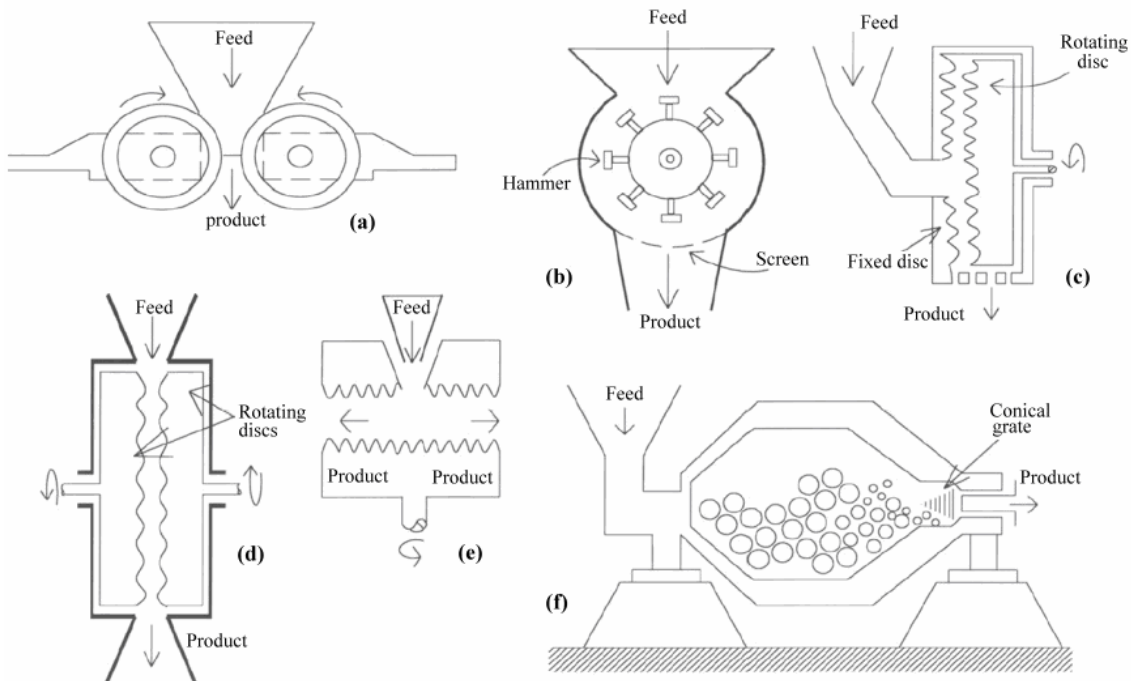 Feed
product
(a)
Feed
Hammer
Screen
(b)
Product
Feed
Rotating
disc
Fixed disc
(c)
Product
Feed
Rotating
discs
(d)
Product
Feed
Product
Product
(e)
Feed
Conical
grate
Product
(f)